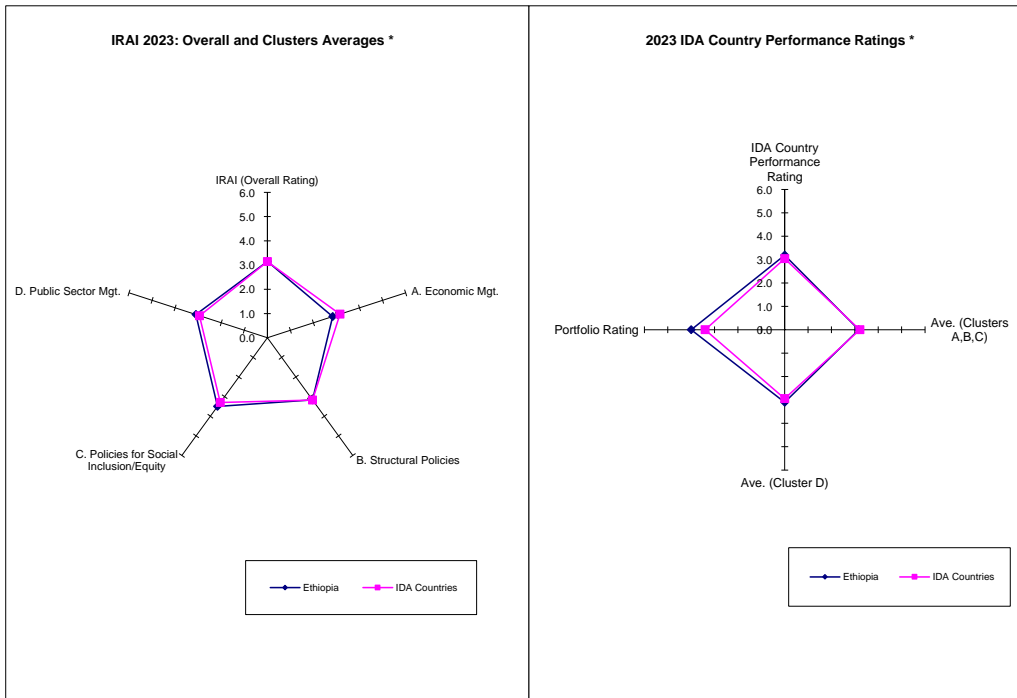 IRAI 2023: Overall and Clusters Averages *
IRAI (Overall Rating)
6.0
5.0
4.0
3.0
2.0
1.0
0.0
A. Economic Mgt.
B. Structural Policies
C. Policies for Social
Inclusion/Equity
D. Public Sector Mgt.
Ethiopia
IDA Countries
2023 IDA Country Performance Ratings *
IDA Country
Performance
Rating
6.0
5.0
4.0
3.0
2.0
1.0
0.0
Ave. (Clusters
A,B,C)
Ave. (Cluster D)
Portfolio Rating
Ethiopia
IDA Countries